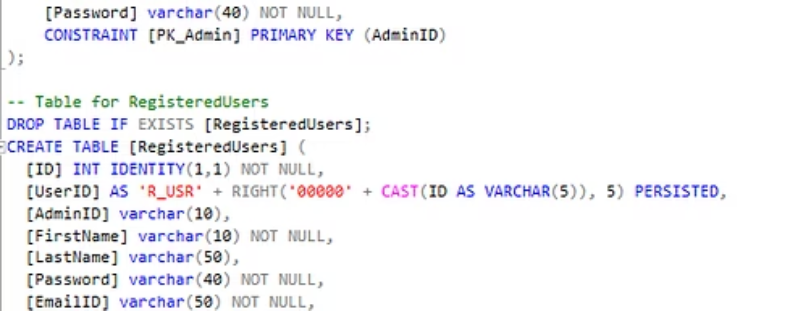 [Password] varchar(40) NOT NULL,
CONSTRAINT [PK_Admin] PRIMARY KEY (AdminID)
);
-- Table for RegisteredUsers
DROP TABLE IF EXISTS [RegisteredUsers];
CREATE TABLE [RegisteredUsers] (
[ID] INT IDENTITY(1,1) NOT NULL,
[UserID] AS 'R_USR' + RIGHT('00000' + CAST(ID AS VARCHAR(5)), 5) PERSISTED,
[AdminID] varchar(10),
[FirstName] varchar(10) NOT NULL,
[LastName] varchar(50),
[Password] varchar(40) NOT NULL,
[EmailID] varchar(50) NOT NULL,